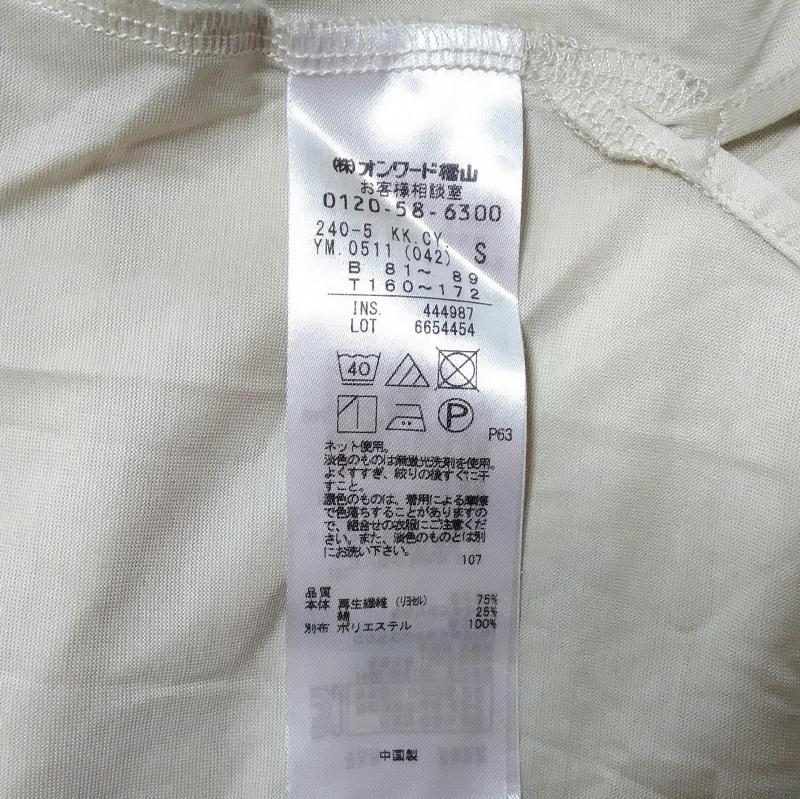 (株)オンワード樫山
お客様相談室
0120-58-6300
240-5 KK.CY.
YM.0511 (042) S
B 81〜 89
T160〜172
INS. 444987
LOT 6654454
40
P
P63
ネット使用。
淡色のものは無蛍光洗剤を使用。
よくすすぎ、絞りの後すぐに干
すこと。
濃色のものは、着用による摩擦
で色落ちすることがありますの
で、組合せの衣服にご注意くだ
さい。また、淡色のものとは別
にお洗い下さい。
107
品質
本体 再生繊維 (リヨセル) 75%
綿 25%
別布 ポリエステル 100%
中国製